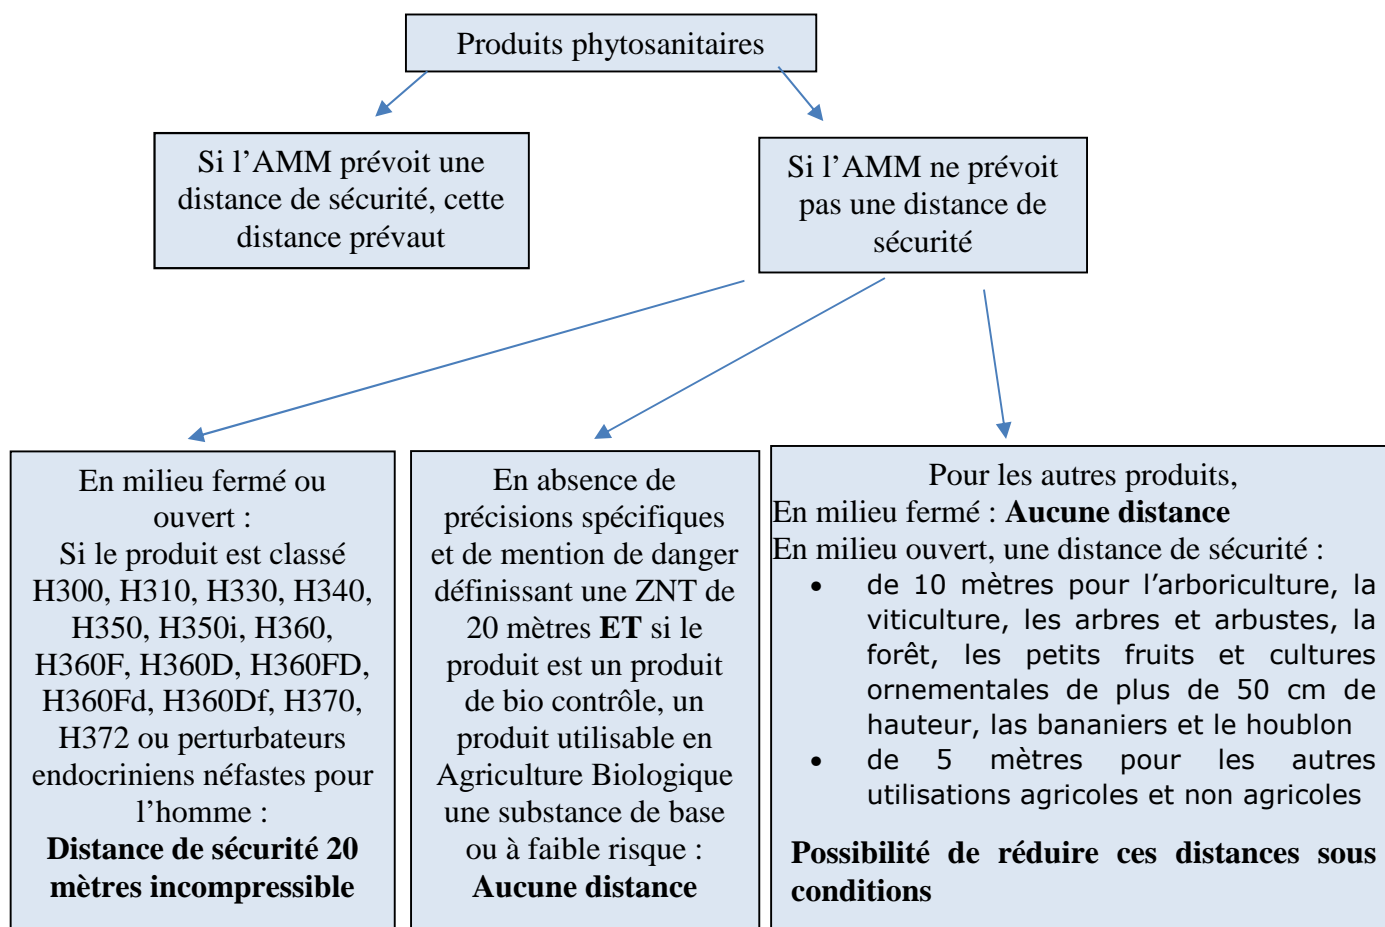 Produits phytosanitaires
Si l’AMM prévoit une
distance de sécurité, cette
distance prévaut
Si l’AMM ne prévoit
pas une distance de
sécurité
En milieu fermé ou
ouvert :
Si le produit est classé
H300, H310, H330, H340,
H350, H350i, H360,
H360F, H360D, H360FD,
H360Fd, H360Df, H370,
H372 ou perturbateurs
endocriniens néfastes pour
l’homme :
Distance de sécurité 20
mètres incompressible
En absence de
précisions spécifiques
et de mention de danger
définissant une ZNT de
20 mètres ET si le
produit est un produit
de bio contrôle, un
produit utilisable en
Agriculture Biologique
une substance de base
ou à faible risque :
Aucune distance
Pour les autres produits,
En milieu fermé : Aucune distance
En milieu ouvert, une distance de sécurité :
• de 10 mètres pour l’arboriculture, la
viticulture, les arbres et arbustes, la
forêt, les petits fruits et cultures
ornementales de plus de 50 cm de
hauteur, las bananiers et le houblon
• de 5 mètres pour les autres
utilisations agricoles et non agricoles
Possibilité de réduire ces distances sous
conditions